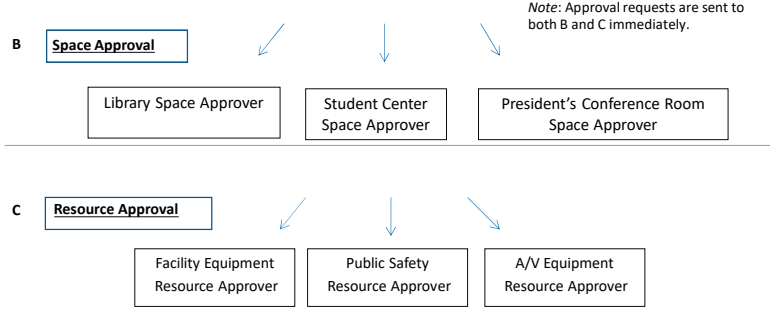 Note: Approval requests are sent to
both B and C immediately.
B
Space Approval
Library Space Approver
Student Center
Space Approver
President’s Conference Room
Space Approver
C
Resource Approval
Facility Equipment
Resource Approver
Public Safety
Resource Approver
A/V Equipment
Resource Approver